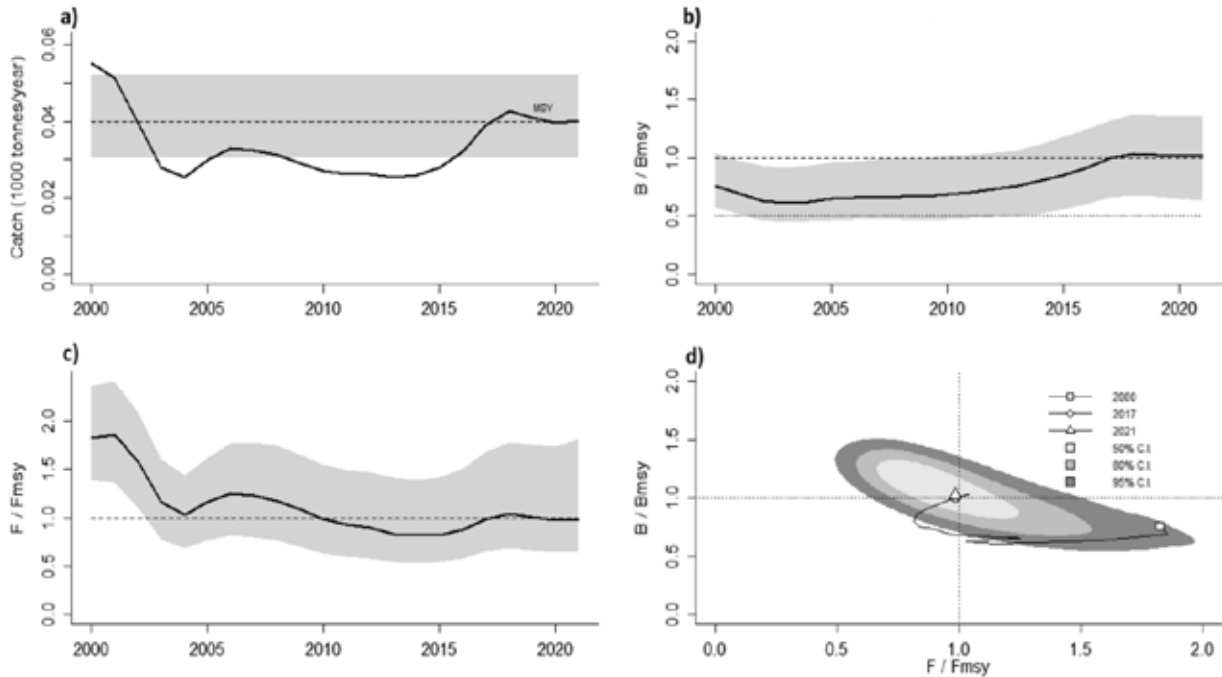 a)
Catch (1000 tonnes/year)
0.00 0.02 0.04 0.06
MSY
2000 2005 2010 2015 2020
b)
B / Bmsy
0.0 0.5 1.0 1.5 2.0
2000 2005 2010 2015 2020
c)
F / Fmsy
0.0 0.5 1.0 1.5 2.0
2000 2005 2010 2015 2020
d)
B / Bmsy
0.0 0.5 1.0 1.5 2.0
2000
2017
2021
50% C.I.
80% C.I.
95% C.I.
0.0 0.5 1.0 1.5 2.0
F / Fmsy